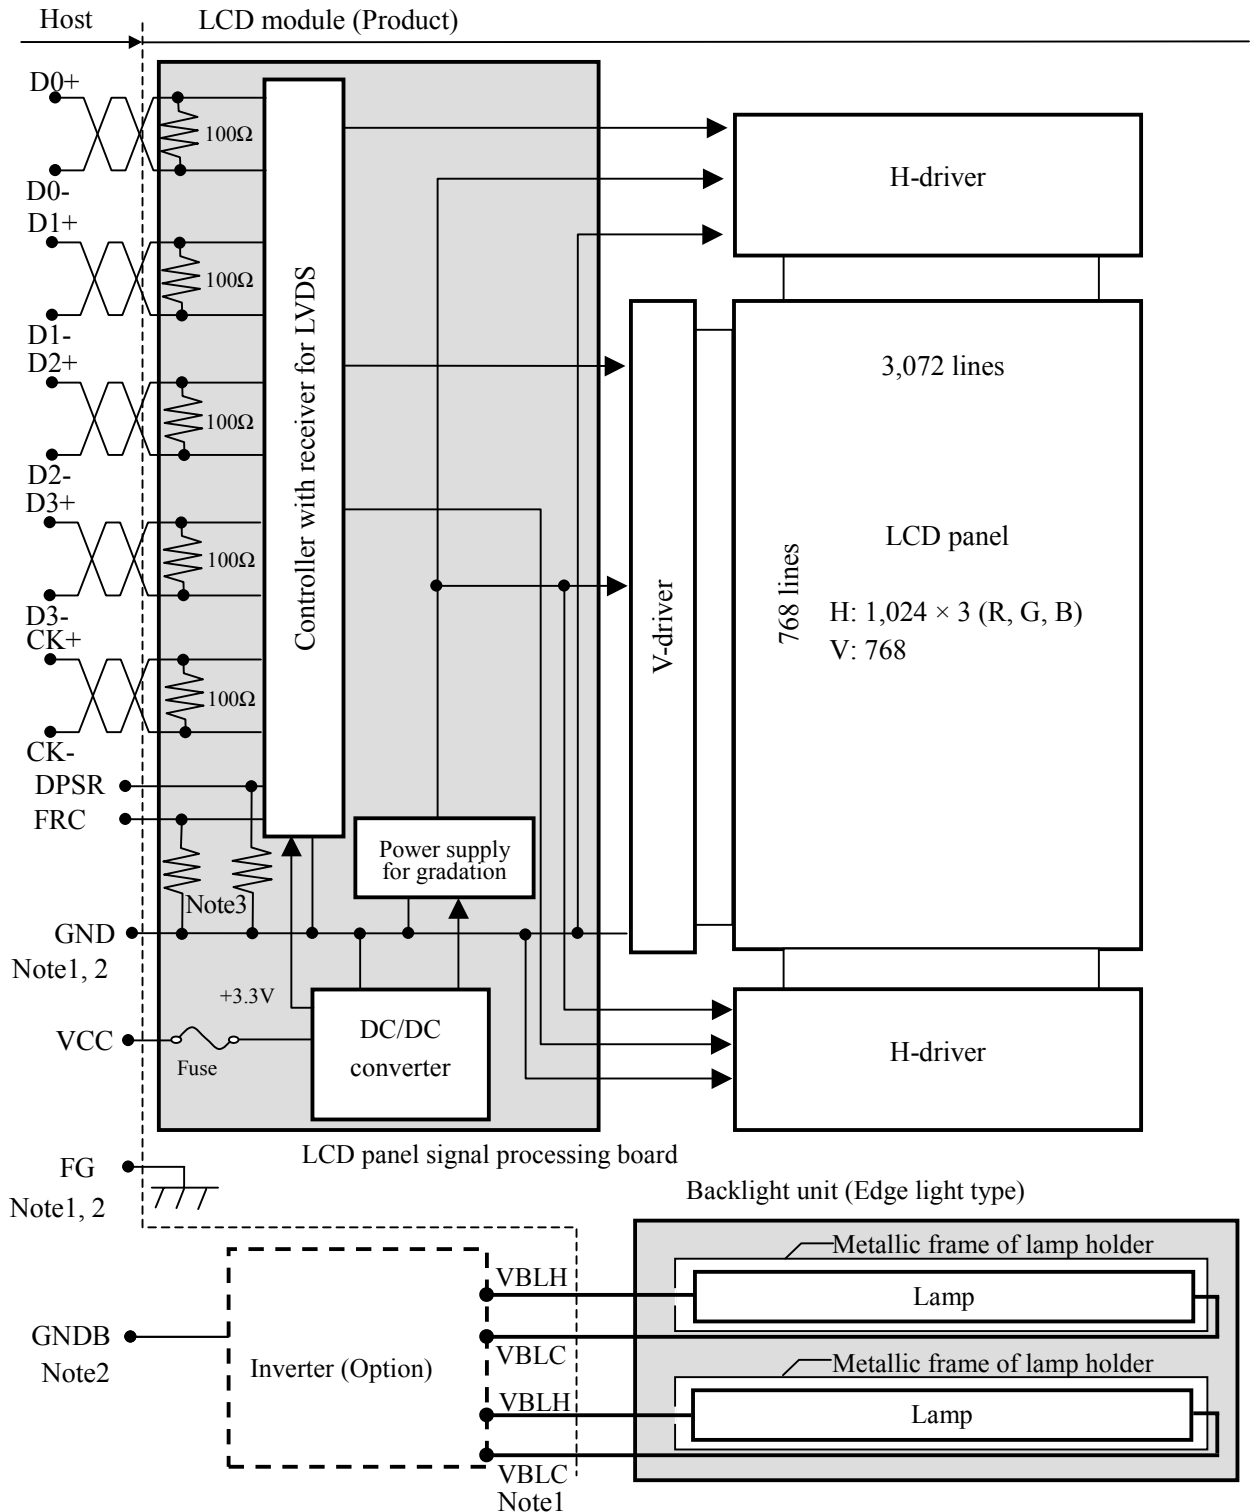 Host
LCD module (Product)
D0+
100Ω
D0-
H-driver
D1+
100Ω
D1-
D2+
100Ω
D2-
D3+
100Ω
D3-
CK+
100Ω
CK-
DPSR
FRC
Controller with receiver for LVDS
V-driver
3,072 lines
768 lines
LCD panel
H: 1,024 × 3 (R, G, B)
V: 768
Power supply
for gradation
Note3
GND
Note1, 2
+3.3V
VCC
Fuse
DC/DC
converter
H-driver
LCD panel signal processing board
FG
Note1, 2
Backlight unit (Edge light type)
Metallic frame of lamp holder
VBLH
Lamp
GNDB
Note2
Inverter (Option)
VBLC
Metallic frame of lamp holder
VBLH
Lamp
VBLC
Note1